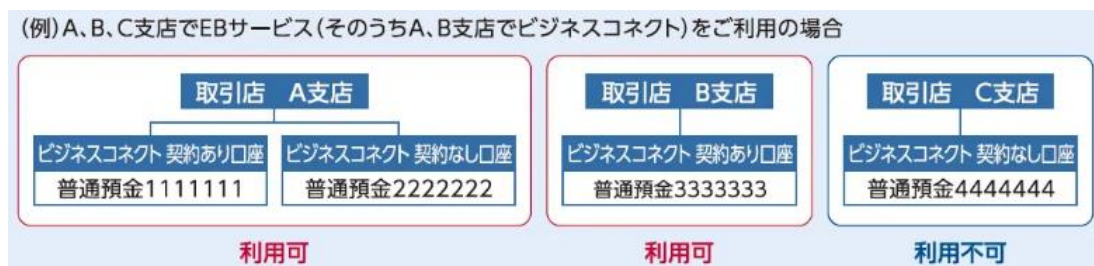 (例)A、B、C支店でEBサービス(そのうちA、B支店でビジネスコネクト)をご利用の場合
取引店 A支店
ビジネスコネクト 契約あり口座
普通預金1111111
ビジネスコネクト 契約なし口座
普通預金2222222
利用可
取引店 B支店
ビジネスコネクト 契約あり口座
普通預金3333333
利用可
取引店 C支店
ビジネスコネクト 契約なし口座
普通預金4444444
利用不可